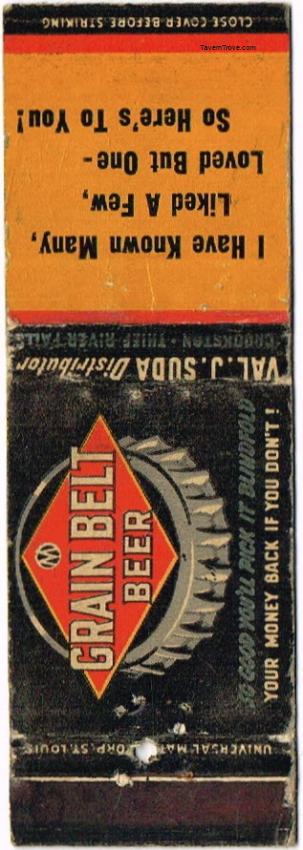 CLOSE COVER BEFORE STRIKING
TavernTrove.com
I Have Known Many,
Liked A Few,
Loved But One-
So Here's To You!
VAL. J. SUDA Distributor
CROOKSTON • THIEF RIVER FALLS
GRAIN BELT
BEER
SO GOOD YOU'LL PICK IT BLINDFOLD
YOUR MONEY BACK IF YOU DON'T!
UNIVERSAL MATCH CORP., ST. LOUIS